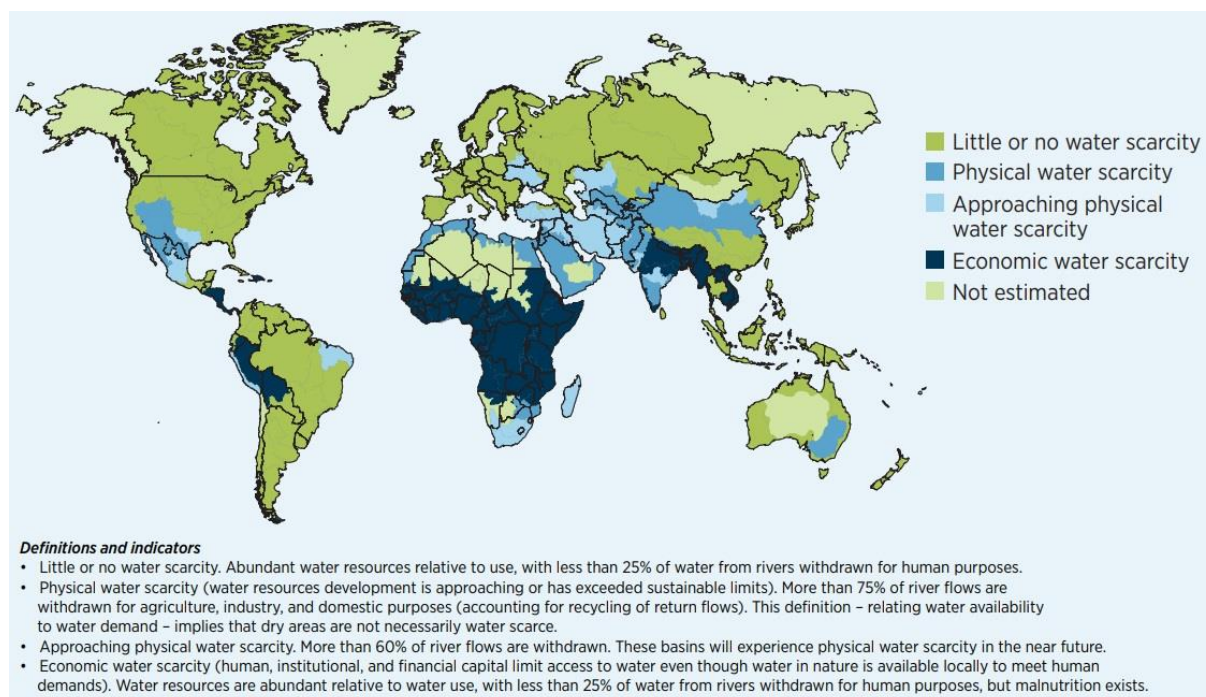 Little or no water scarcity
Physical water scarcity
Approaching physical
water scarcity
Economic water scarcity
Not estimated
Definitions and indicators
• Little or no water scarcity. Abundant water resources relative to use, with less than 25% of water from rivers withdrawn for human purposes.
• Physical water scarcity (water resources development is approaching or has exceeded sustainable limits). More than 75% of river flows are
withdrawn for agriculture, industry, and domestic purposes (accounting for recycling of return flows). This definition – relating water availability
to water demand – implies that dry areas are not necessarily water scarce.
• Approaching physical water scarcity. More than 60% of river flows are withdrawn. These basins will experience physical water scarcity in the near future.
• Economic water scarcity (human, institutional, and financial capital limit access to water even though water in nature is available locally to meet human
demands). Water resources are abundant relative to water use, with less than 25% of water from rivers withdrawn for human purposes, but malnutrition exists.